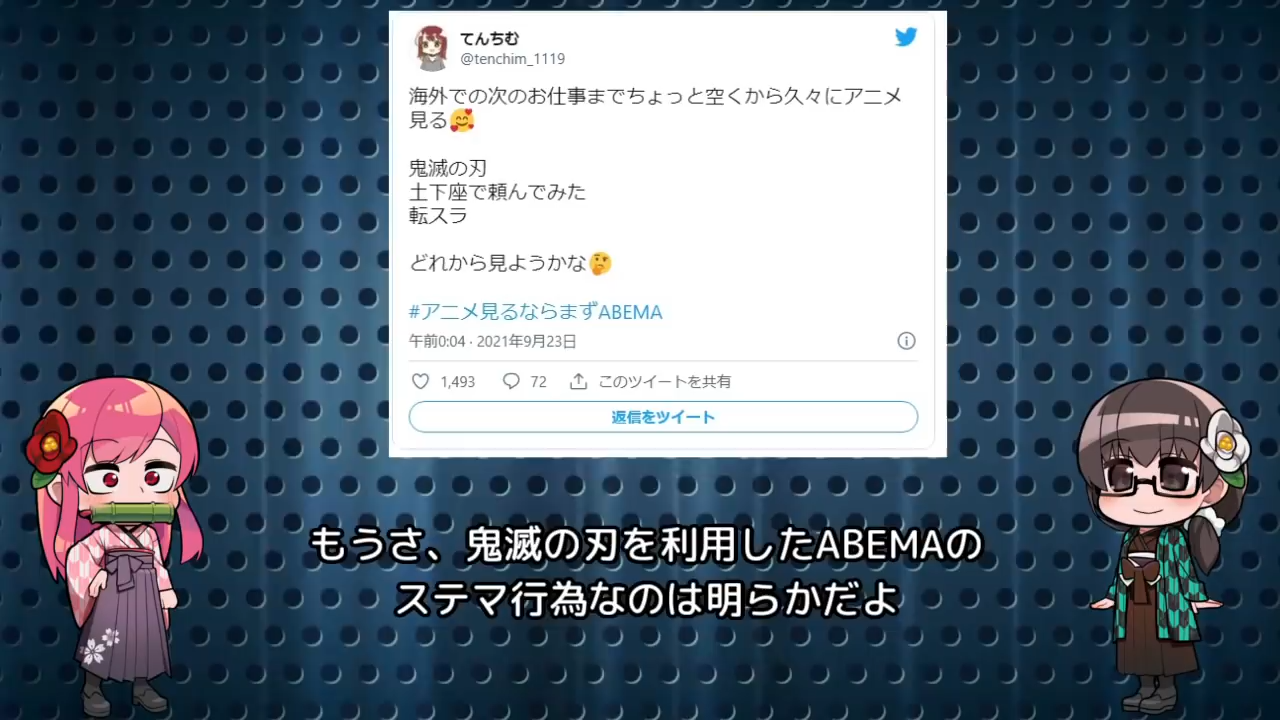 てんちむ
@tenchim_1119
海外での次のお仕事までちょっと空くから久々にアニメ
見る🥰
鬼滅の刃
土下座で頼んでみた
転スラ
どれから見ようかな🤔
#アニメ見るならまずABEMA
午前0:04 · 2021年9月23日
1,493 72 このツイートを共有
返信をツイート
もうさ、鬼滅の刃を利用したABEMAの
ステマ行為なのは明らかだよ